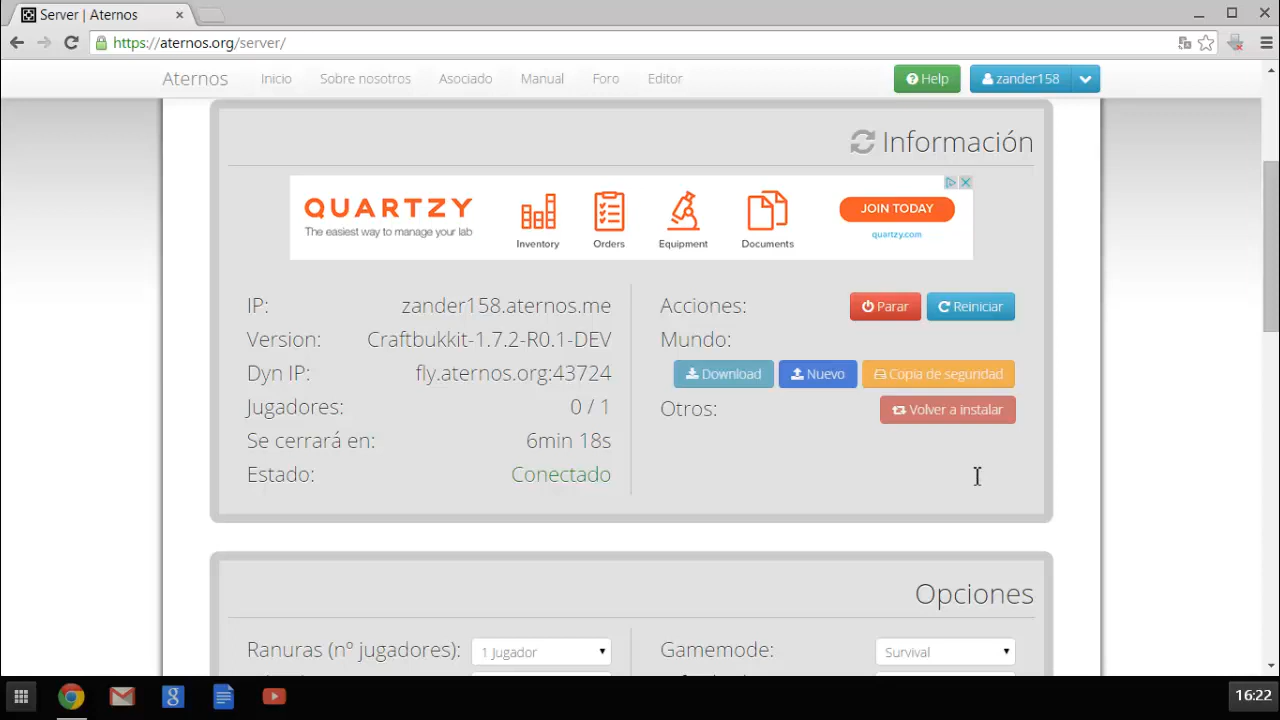 Server | Aternos
https://aternos.org/server/
Aternos Inicio Sobre nosotros Asociado Manual Foro Editor Help zander158
Información
QUARTZY
The easiest way to manage your lab
Inventory Orders Equipment Documents
JOIN TODAY
quartzy.com
IP: zander158.aternos.me
Version: Craftbukkit-1.7.2-R0.1-DEV
Dyn IP: fly.aternos.org:43724
Jugadores: 0 / 1
Se cerrará en: 6min 18s
Estado: Conectado
Acciones: Parar Reiniciar
Mundo:
Download Nuevo Copía de seguridad
Otros: Volver a instalar
Opciones
Ranuras (nº jugadores): 1 Jugador
Gamemode: Survival
16:22